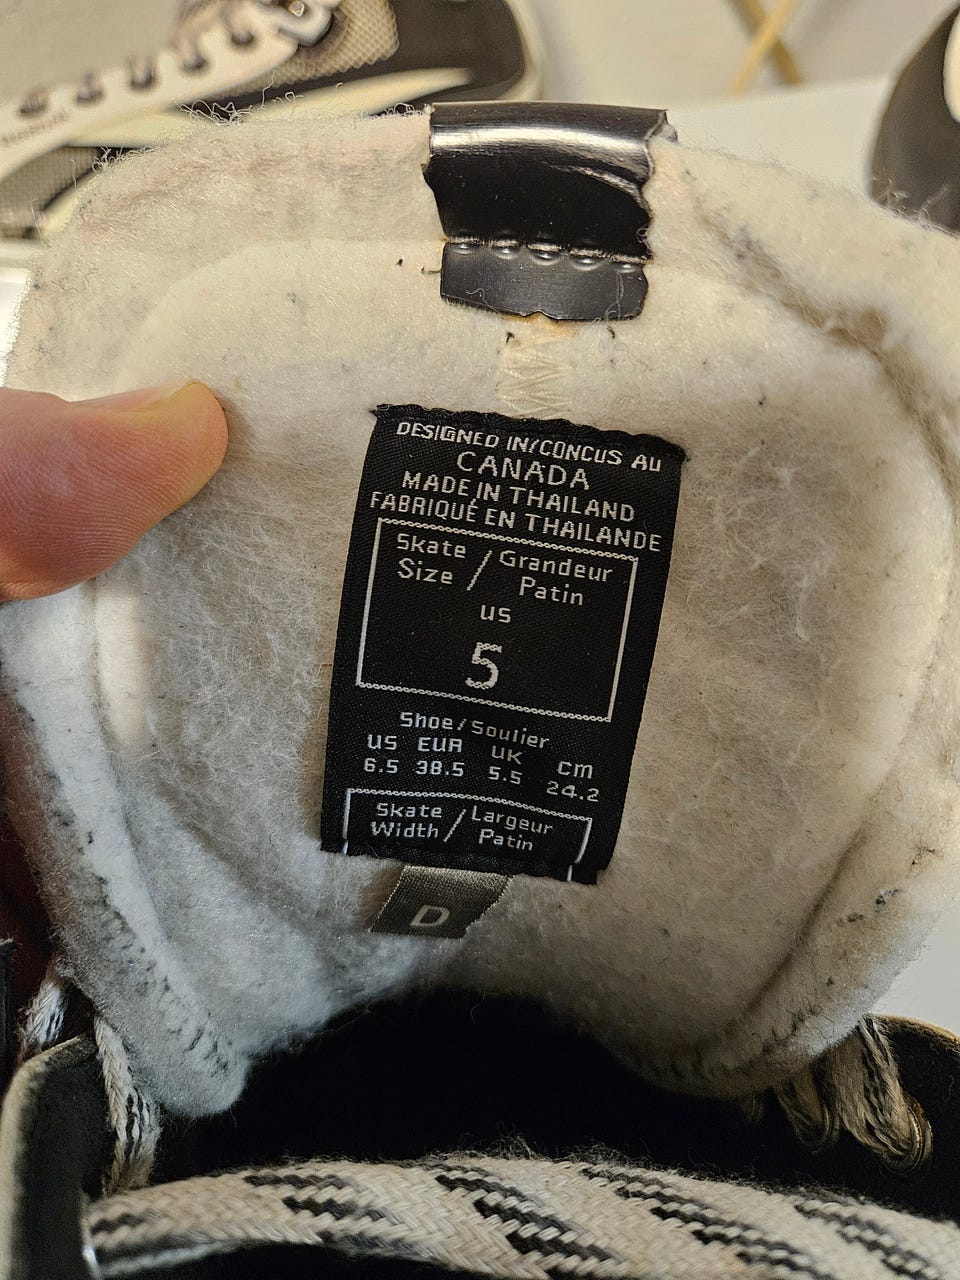 DESIGNED IN/CONCUS AU
CANADA
MADE IN THAILAND
FABRIQUÉ EN THAILANDE
Skate Size / Grandeur Patin
US
5
Shoe/Soulier
US EUR UK cm
6.5 38.5 5.5 24.2
Skate Width / Largeur Patin
D